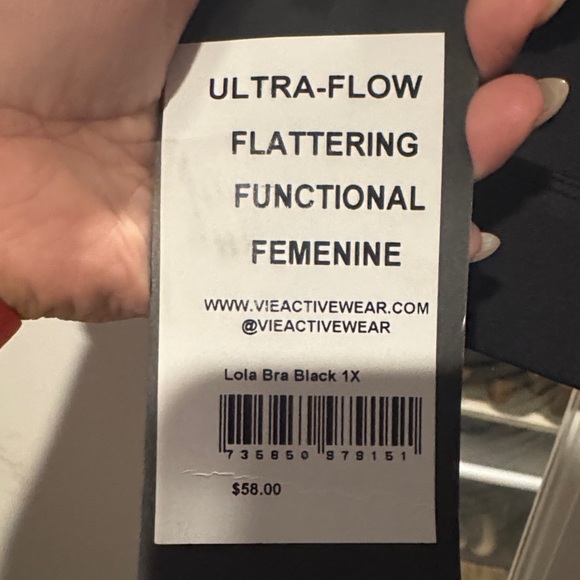 ULTRA-FLOW
FLATTERING
FUNCTIONAL
FEMENINE
WWW.VIEACTIVEWEAR.COM
@VIEACTIVEWEAR
Lola Bra Black 1X
735850 979151
$58.00